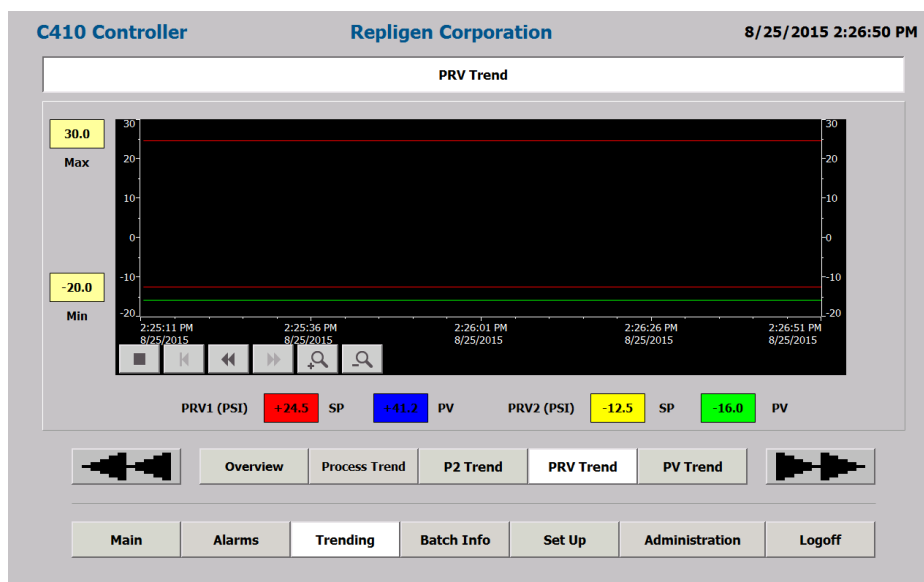 C410 Controller Repligen Corporation 8/25/2015 2:26:50 PM
PRV Trend
30.0
Max
-20.0
Min
30 30
20 20
10 10
0 0
-10 -10
-20 -20
2:25:11 PM 2:25:36 PM 2:26:01 PM 2:26:26 PM 2:26:51 PM
8/25/2015 8/25/2015 8/25/2015 8/25/2015 8/25/2015
PRV1 (PSI) +24.5 SP +41.2 PV PRV2 (PSI) -12.5 SP -16.0 PV
Overview Process Trend P2 Trend PRV Trend PV Trend
Main Alarms Trending Batch Info Set Up Administration Logoff